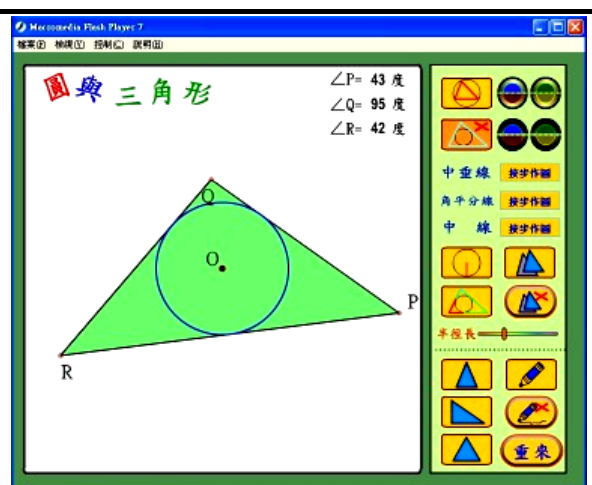 Macromedia Flash Player 7
檔案(F) 檢視(V) 控制(C) 說明(H)
圓與三角形
∠P= 43 度
∠Q= 95 度
∠R= 42 度
Q
O
P
R
中垂線 按步作圖
角平分線 按步作圖
中 線 按步作圖
半徑長
重來